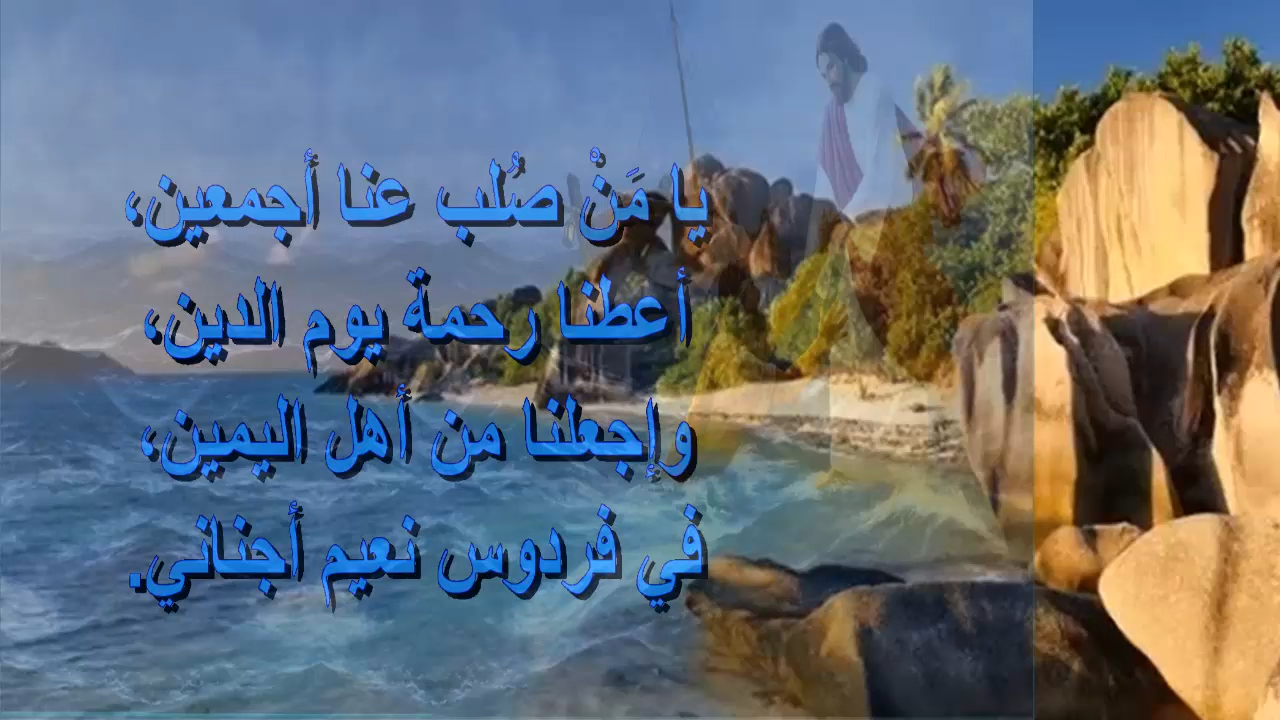 يا مَنْ صُلب عنا أجمعين،
أعطنا رحمة يوم الدين،
وإجعلنا من أهل اليمين،
في فردوس نعيم أجناني.